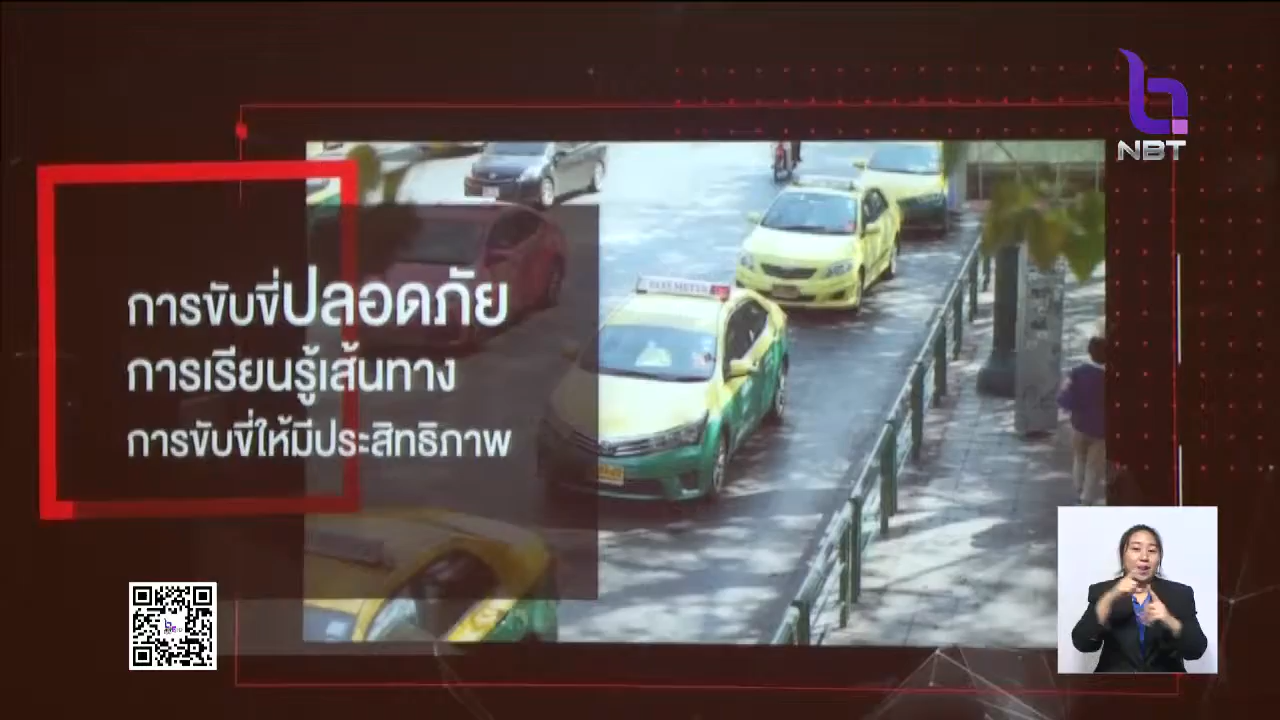 NBT
การขับขี่ปลอดภัย
การเรียนรู้เส้นทาง
การขับขี่ให้มีประสิทธิภาพ
TAXI-METER